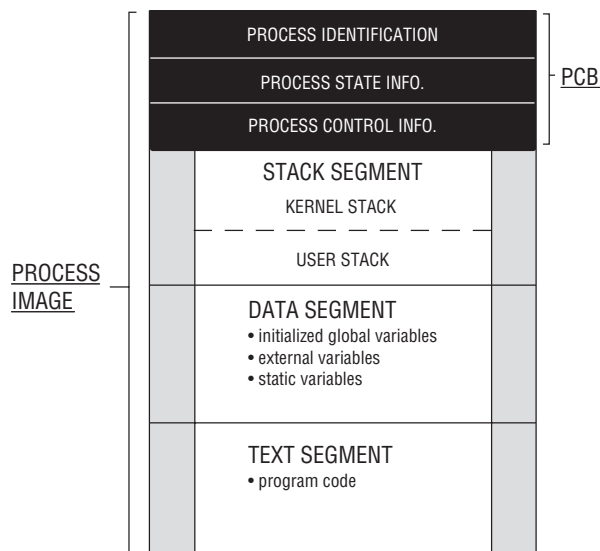 PROCESS IDENTIFICATION
PROCESS STATE INFO.
PROCESS CONTROL INFO.
PCB
STACK SEGMENT
KERNEL STACK
USER STACK
PROCESS
IMAGE
DATA SEGMENT
• initialized global variables
• external variables
• static variables
TEXT SEGMENT
• program code